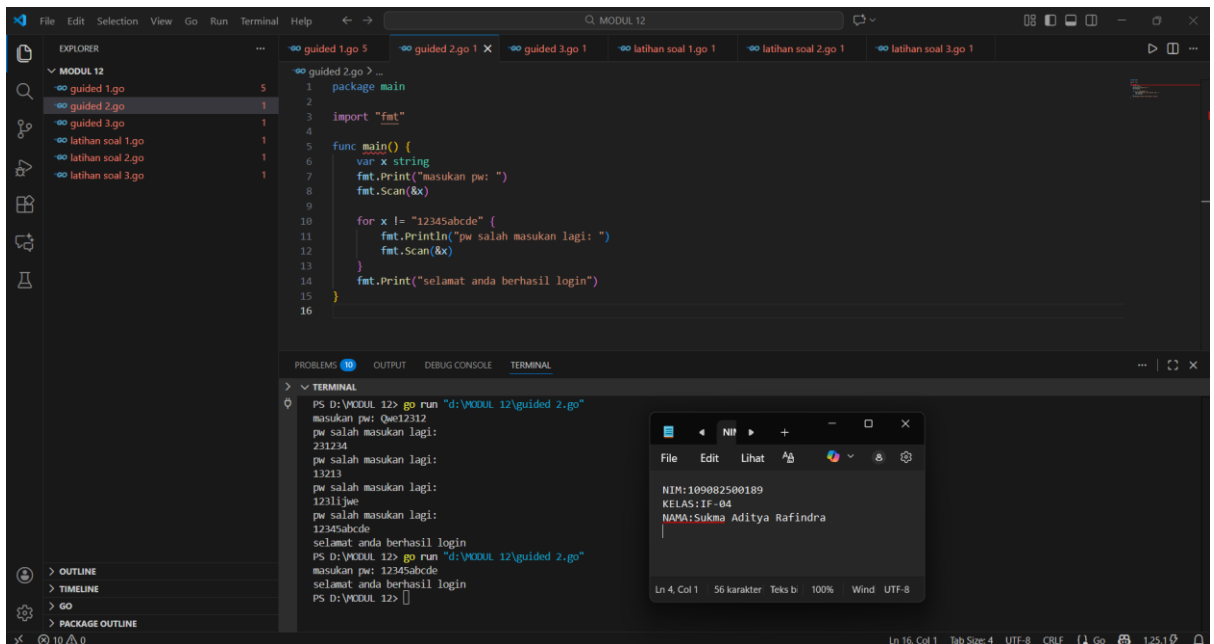 File Edit Selection View Go Run Terminal Help
MODUL 12
EXPLORER
MODUL 12
guided 1.go 5
guided 2.go 1
guided 3.go 1
latihan soal 1.go 1
latihan soal 2.go 1
latihan soal 3.go 1
OUTLINE
TIMELINE
GO
PACKAGE OUTLINE
guided 1.go 5 guided 2.go 1 guided 3.go 1 latihan soal 1.go 1 latihan soal 2.go 1 latihan soal 3.go 1
guided 2.go > ...
1 package main
2
3 import "fmt"
4
5 func main() {
6 var x string
7 fmt.Print("masukan pw: ")
8 fmt.Scan(&x)
9
10 for x != "12345abcde" {
11 fmt.Println("pw salah masukan lagi: ")
12 fmt.Scan(&x)
13 }
14 fmt.Print("selamat anda berhasil login")
15 }
16
PROBLEMS 10 OUTPUT DEBUG CONSOLE TERMINAL
TERMINAL
PS D:\MODUL 12> go run "d:\MODUL 12\guided 2.go"
masukan pw: Qwe12312
pw salah masukan lagi:
231234
pw salah masukan lagi:
13213
pw salah masukan lagi:
123lijwe
pw salah masukan lagi:
12345abcde
selamat anda berhasil login
PS D:\MODUL 12> go run "d:\MODUL 12\guided 2.go"
masukan pw: 12345abcde
selamat anda berhasil login
PS D:\MODUL 12>
NIM
File Edit Lihat
NIM:109082500189
KELAS:IF-04
NAMA:Sukma Aditya Rafindra
Ln 4, Col 1 56 karakter Teks bi 100% Wind UTF-8
10 0 Ln 16, Col 1 Tab Size: 4 UTF-8 CRLF Go 1.25.1